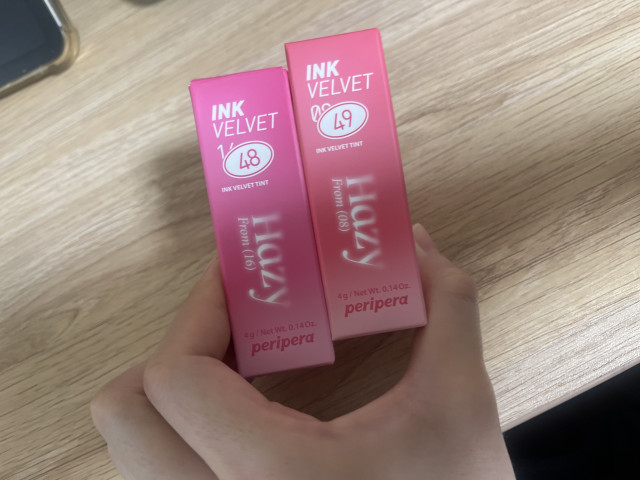 INK
VELVET
48
INK VELVET TINT
Hazy
From (16)
4g / Net Wt. 0.14Oz.
peripera
INK
VELVET
49
INK VELVET TINT
Hazy
From (08)
4g / Net Wt. 0.14Oz.
peripera